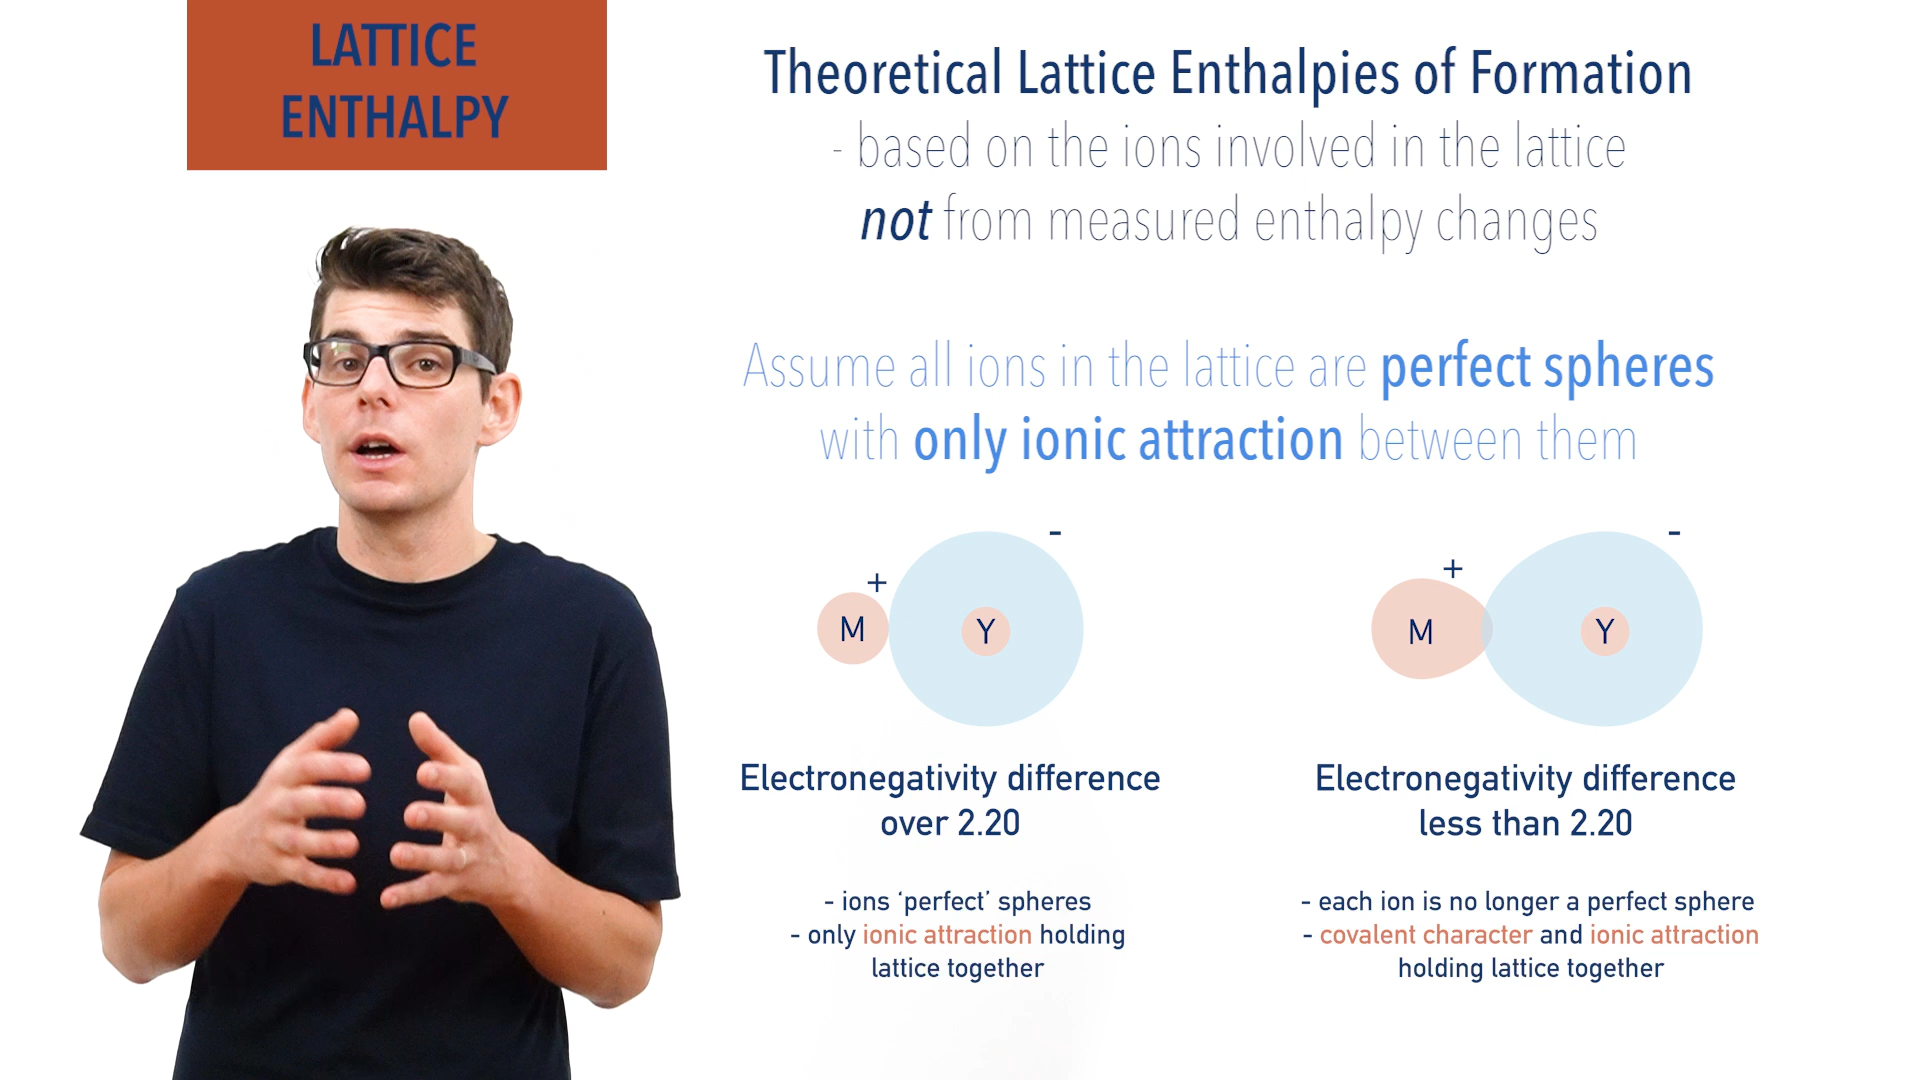 LATTICE
ENTHALPY
Theoretical Lattice Enthalpies of Formation
- based on the ions involved in the lattice
not from measured enthalpy changes
Assume all ions in the lattice are perfect spheres
with only ionic attraction between them
+
-
M
Y
+
-
M
Y
Electronegativity difference
over 2.20
- ions ‘perfect’ spheres
- only ionic attraction holding
lattice together
Electronegativity difference
less than 2.20
- each ion is no longer a perfect sphere
- covalent character and ionic attraction
holding lattice together